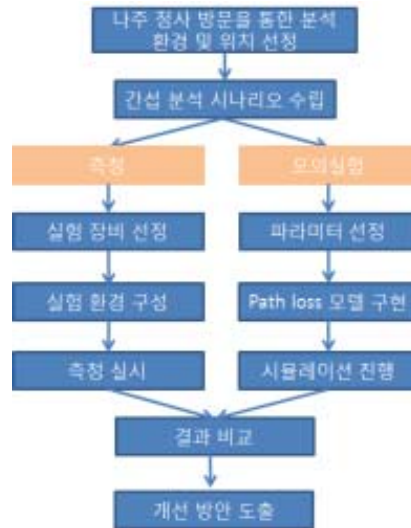 나주 청사 방문을 통한 분석
환경 및 위치 선정
간섭 분석 시나리오 수립
측정
모의실험
실험 장비 선정
파라미터 선정
실험 환경 구성
Path loss 모델 구현
측정 실시
시뮬레이션 진행
결과 비교
개선 방안 도출